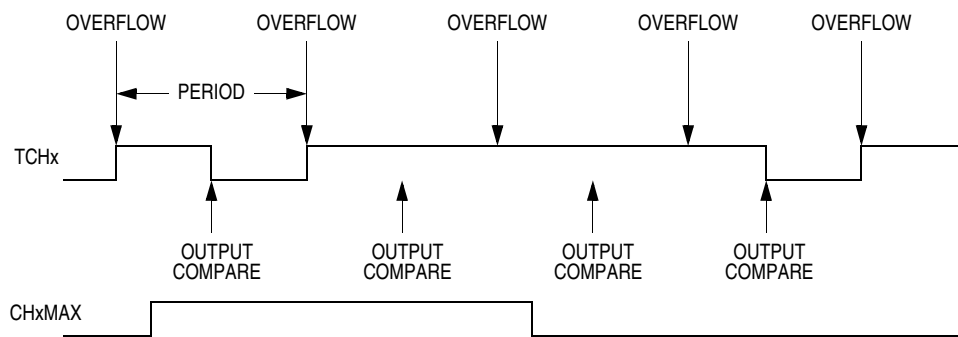 OVERFLOW OVERFLOW OVERFLOW OVERFLOW OVERFLOW
PERIOD
TCHx
OUTPUT OUTPUT OUTPUT OUTPUT
COMPARE COMPARE COMPARE COMPARE
CHxMAX